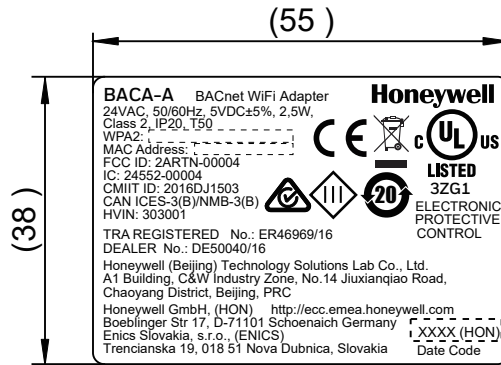 (55)
(38)
BACA-A BACnet WiFi Adapter
Honeywell
24VAC, 50/60Hz, 5VDC±5%, 2,5W,
Class 2, IP20, T50
WPA2:
MAC Address:
FCC ID: 2ARTN-00004
IC: 24552-00004
CMIIT ID: 2016DJ1503
CAN ICES-3(B)/NMB-3(B)
HVIN: 303001
CE
C UL US
LISTED
3ZG1
ELECTRONIC
PROTECTIVE
CONTROL
III
20
TRA REGISTERED No.: ER46969/16
DEALER No.: DE50040/16
Honeywell (Beijing) Technology Solutions Lab Co., Ltd.
A1 Building, C&W Industry Zone, No.14 Jiuxianqiao Road,
Chaoyang District, Beijing, PRC
Honeywell GmbH, (HON) http://ecc.emea.honeywell.com
Boeblinger Str 17, D-71101 Schoenaich Germany
Enics Slovakia, s.r.o., (ENICS)
Trencianska 19, 018 51 Nova Dubnica, Slovakia
XXXX (HON)
Date Code